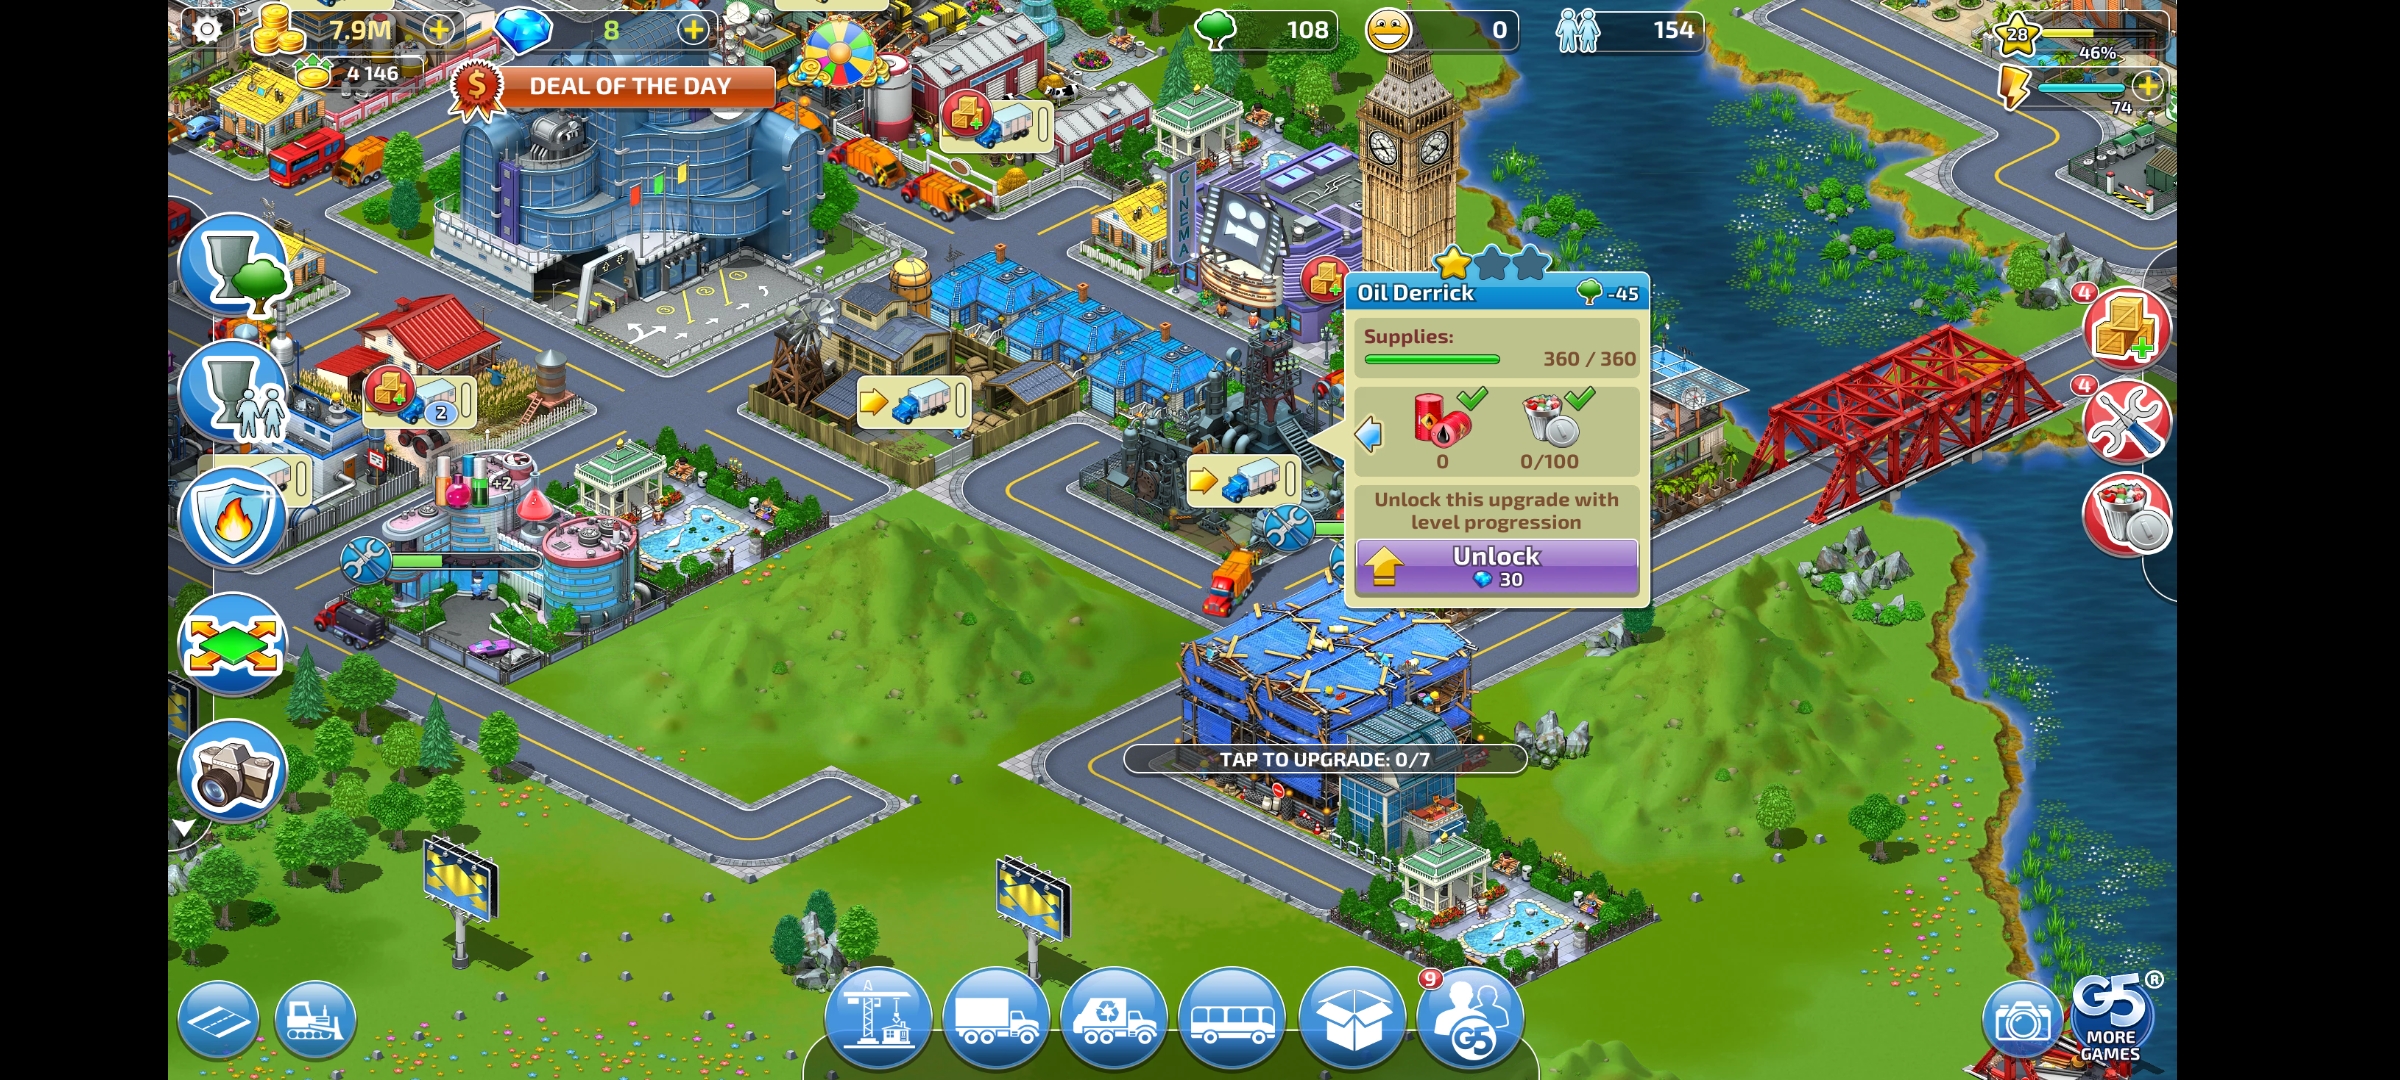 7.9M
8
108
0
154
28
46%
4 146
DEAL OF THE DAY
74
CINEMA
Oil Derrick
-45
Supplies:
360 / 360
4
2
4
0
0/100
+2
Unlock this upgrade with
level progression
Unlock
30
TAP TO UPGRADE: 0/7
9
G5
G5
®
MORE
GAMES